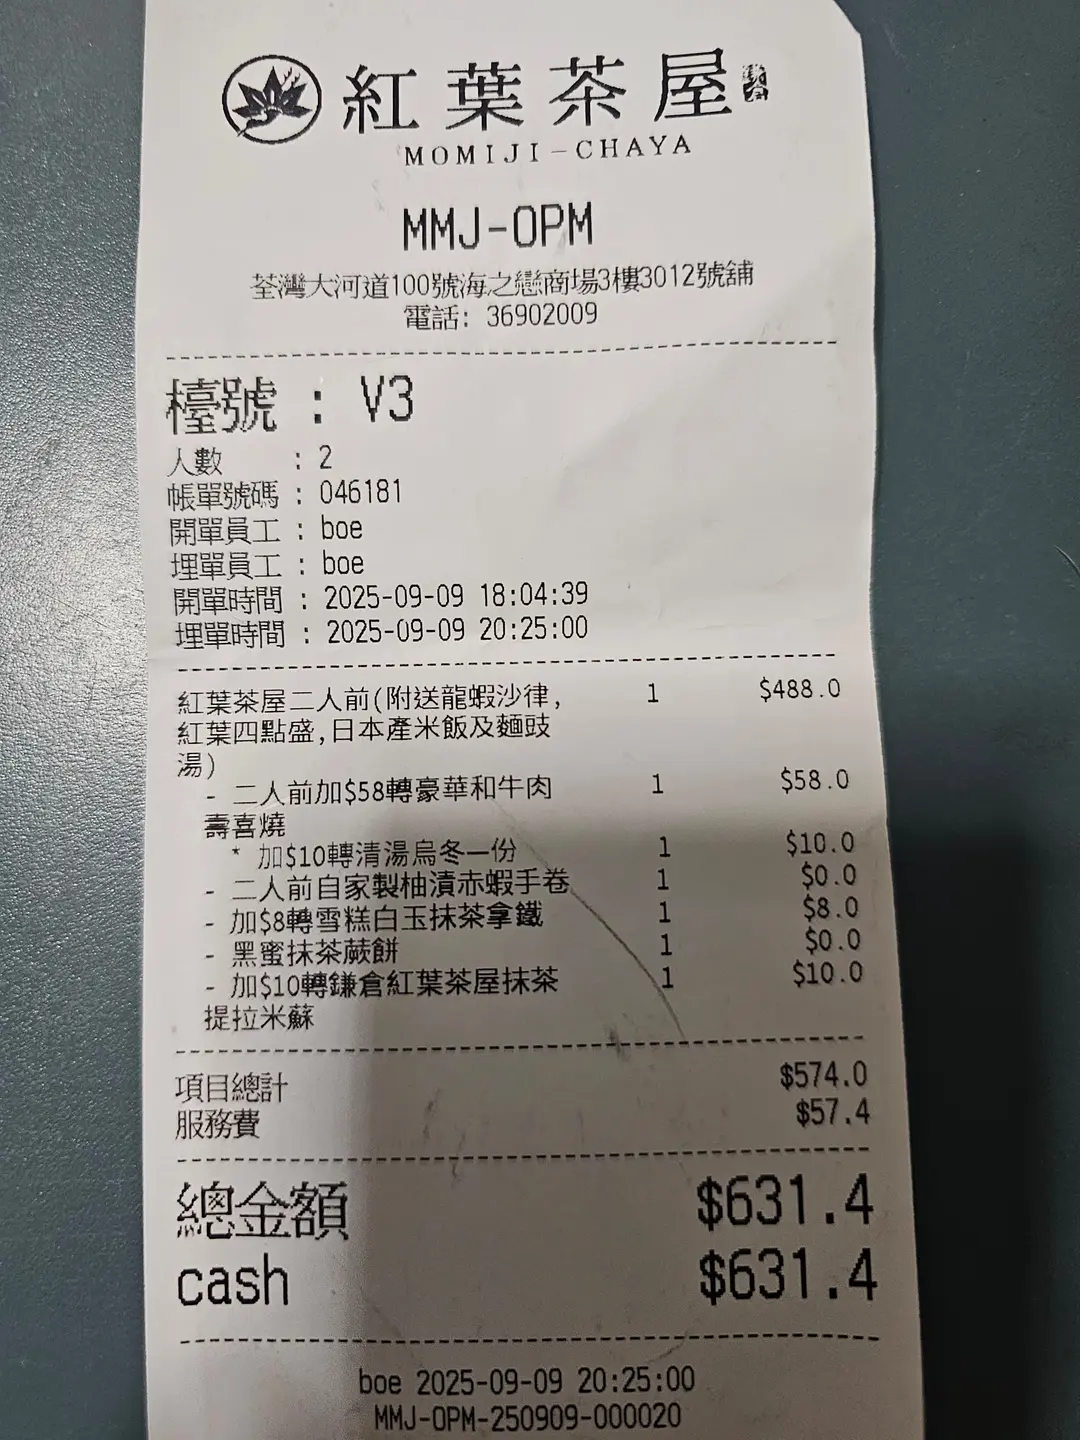 紅葉茶屋
MOMIJI-CHAYA
MMJ-OPM
荃灣大河道100號海之戀商場3樓3012號舖
電話: 36902009
檯號 : V3
人數 : 2
帳單號碼 : 046181
開單員工 : boe
埋單員工 : boe
開單時間 : 2025-09-09 18:04:39
埋單時間 : 2025-09-09 20:25:00
紅葉茶屋二人前(附送龍蝦沙律, 1 $488.0
紅葉四點盛,日本產米飯及麵豉
湯)
- 二人前加$58轉豪華和牛肉 1 $58.0
壽喜燒
* 加$10轉清湯烏冬一份 1 $10.0
- 二人前自家製柚漬赤蝦手卷 1 $0.0
- 加$8轉雪糕白玉抹茶拿鐵 1 $8.0
- 黑蜜抹茶蕨餅 1 $0.0
- 加$10轉鎌倉紅葉茶屋抹茶 1 $10.0
提拉米蘇
項目總計 $574.0
服務費 $57.4
總金額 $631.4
cash $631.4
boe 2025-09-09 20:25:00
MMJ-OPM-250909-000020